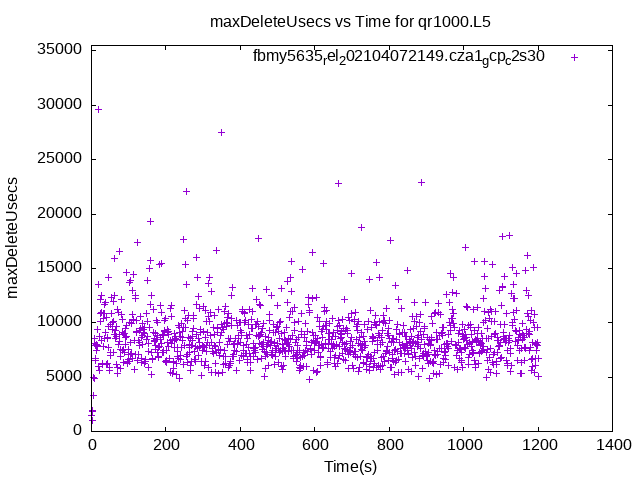 maxDeleteUsecs vs Time for qr1000.L5
fbmy5635rel202104072149.cza1gcpc2s30
35000
30000
25000
20000
15000
10000
5000
0
maxDeleteUsecs
0 200 400 600 800 1000 1200 1400
Time(s)